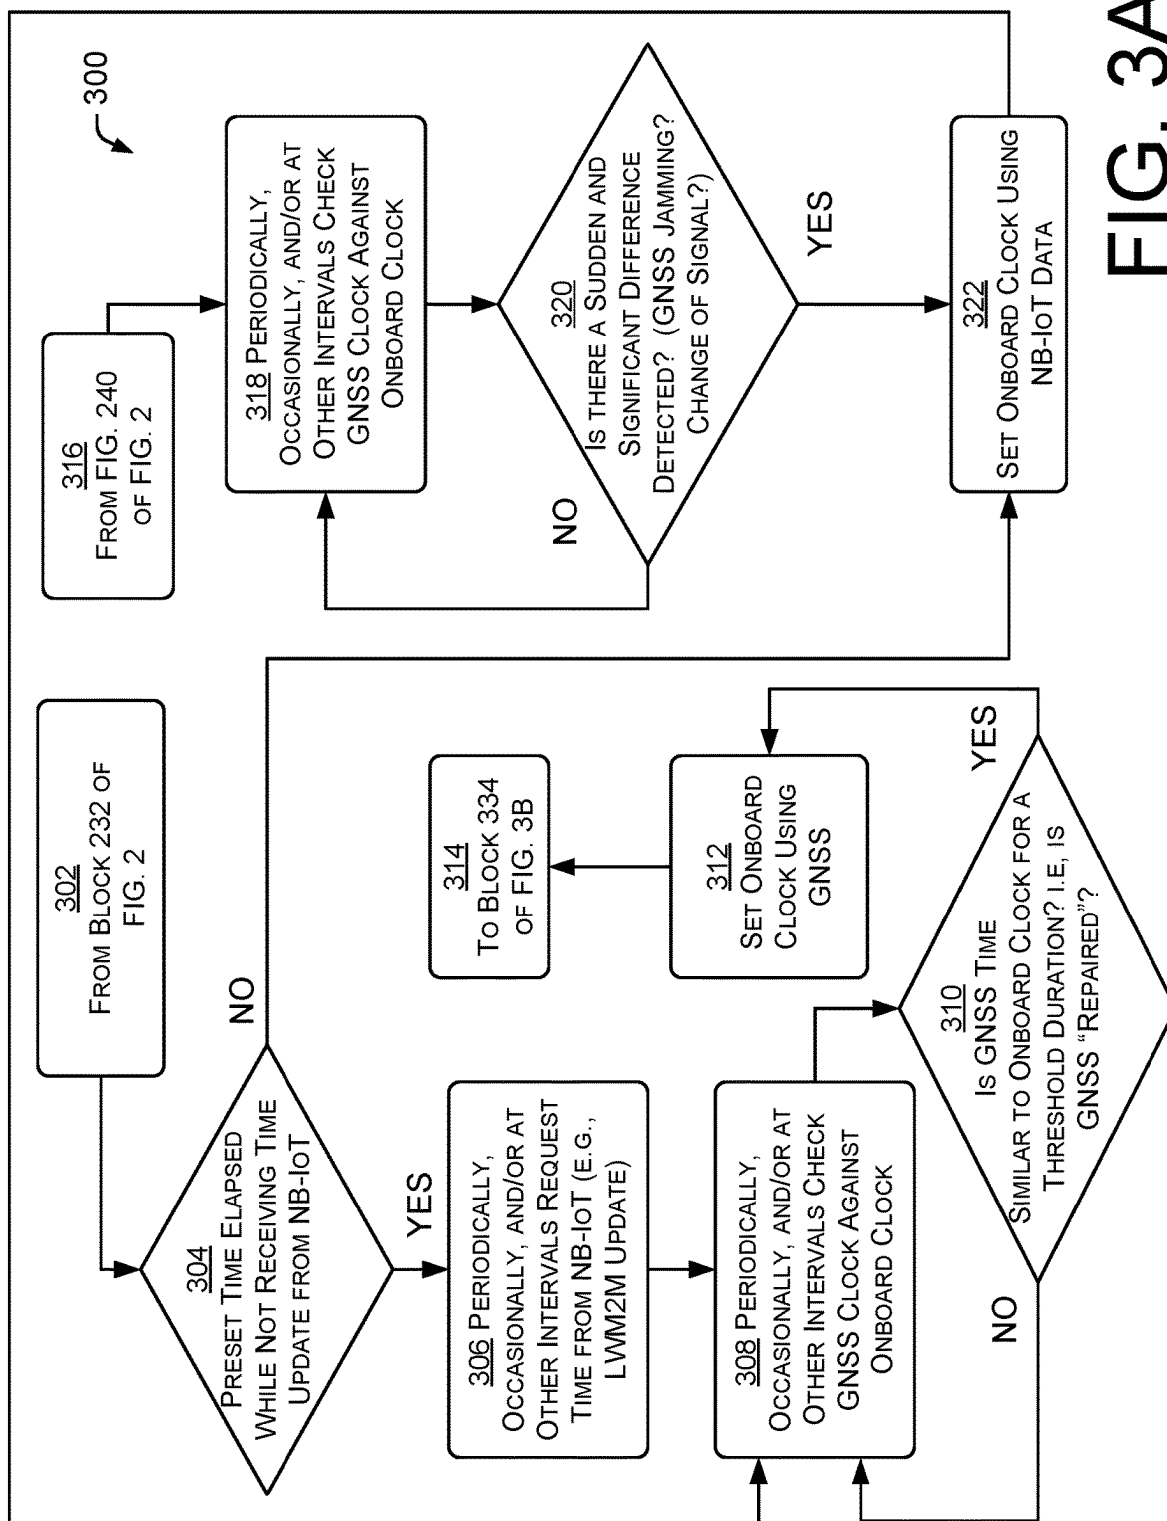 300
302
FROM BLOCK 232 OF
FIG. 2
304
PRESET TIME ELAPSED
WHILE NOT RECEIVING TIME
UPDATE FROM NB-IOT
NO
YES
306 PERIODICALLY,
OCCASIONALLY, AND/OR AT
OTHER INTERVALS REQUEST
TIME FROM NB-IOT (E.G.,
LWM2M UPDATE)
308 PERIODICALLY,
OCCASIONALLY, AND/OR AT
OTHER INTERVALS CHECK
GNSS CLOCK AGAINST
ONBOARD CLOCK
310
IS GNSS TIME
SIMILAR TO ONBOARD CLOCK FOR A
THRESHOLD DURATION? I.E, IS
GNSS “REPAIRED”?
NO
YES
312
SET ONBOARD
CLOCK USING
GNSS
314
TO BLOCK 334
OF FIG. 3B
316
FROM FIG. 240
OF FIG. 2
318 PERIODICALLY,
OCCASIONALLY, AND/OR AT
OTHER INTERVALS CHECK
GNSS CLOCK AGAINST
ONBOARD CLOCK
320
IS THERE A SUDDEN AND
SIGNIFICANT DIFFERENCE
DETECTED? (GNSS JAMMING?
CHANGE OF SIGNAL?)
NO
YES
322
SET ONBOARD CLOCK USING
NB-IOT DATA
FIG. 3A